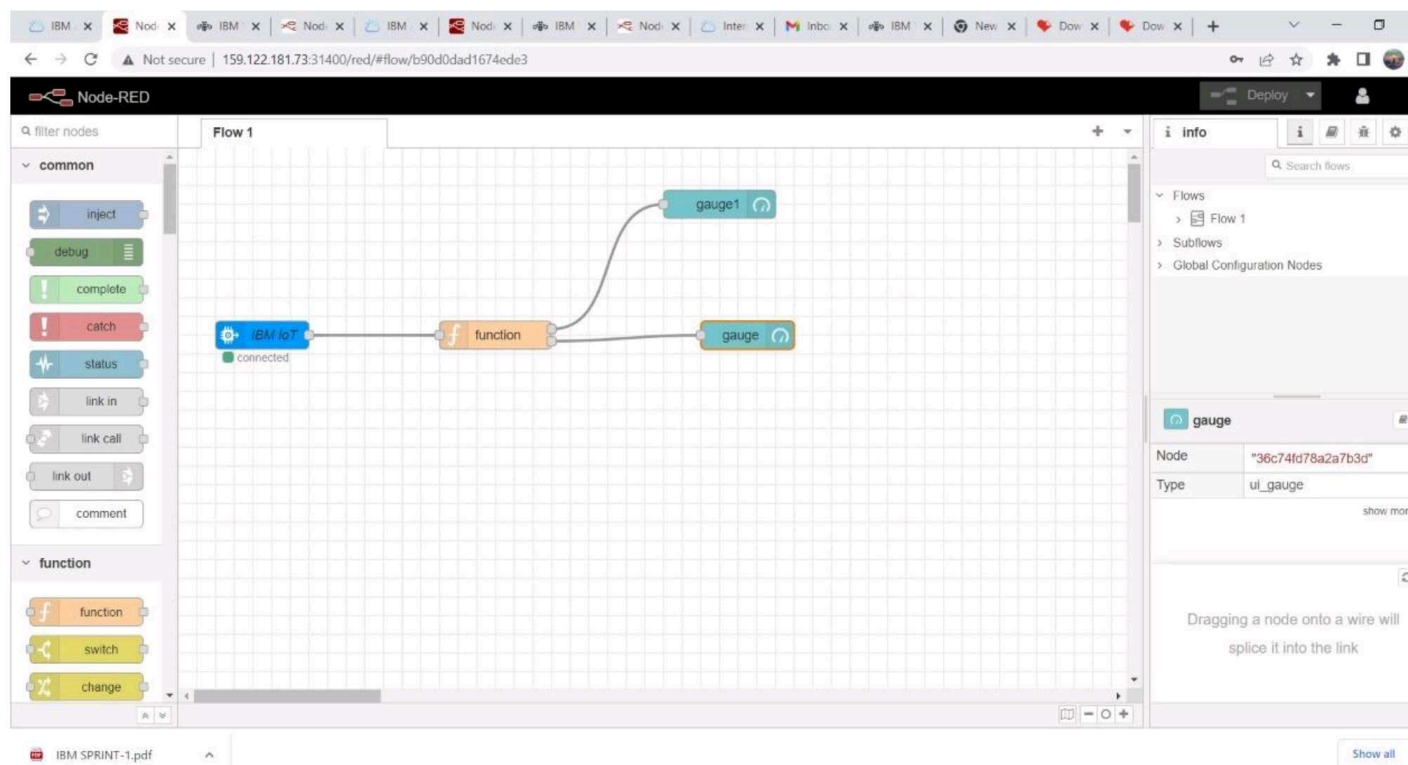 IBM Nod IBM Nod IBM Nod IBM Nod Inter Inbo IBM New Dow Dow
Not secure | 159.122.181.73:31400/red/#flow/b90d0dad1674ede3
Node-RED
Deploy
filter nodes
Flow 1
i info
i
common
Search flows
inject
gauge1
Flows
Flow 1
debug
Subflows
Global Configuration Nodes
complete
catch
IBM IoT
function
gauge
status
connected
link in
link call
gauge
link out
Node "36c74fd78a2a7b3d"
Type ui_gauge
comment
show mor
function
function
Dragging a node onto a wire will
switch
splice it into the link
change
IBM SPRINT-1.pdf
Show all